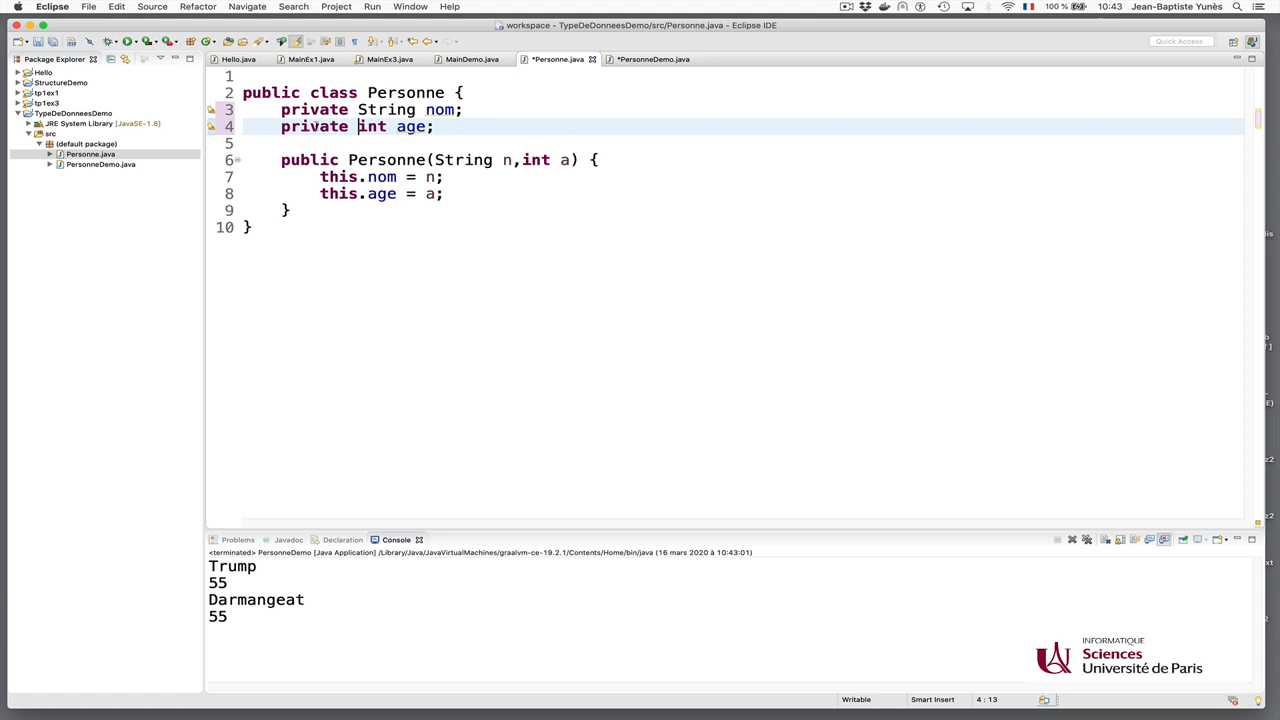 Eclipse File Edit Source Refactor Navigate Search Project Run Window Help 100 % 10:43 Jean-Baptiste Yunès
workspace - TypeDeDonneesDemo/src/Personne.java - Eclipse IDE
Quick Access
Package Explorer Hello.java MainEx1.java MainEx3.java MainDemo.java *Personne.java *PersonneDemo.java
Hello
StructureDemo
tp1ex1
tp1ex3
TypeDeDonneesDemo
JRE System Library [JavaSE-1.8]
src
(default package)
Personne.java
PersonneDemo.java
1
2 public class Personne {
3 private String nom;
4 private int age;
5
6 public Personne(String n,int a) {
7 this.nom = n;
8 this.age = a;
9 }
10 }
Problems Javadoc Declaration Console
<terminated> PersonneDemo [Java Application] /Library/Java/JavaVirtualMachines/graalvm-ce-19.2.1/Contents/Home/bin/java (16 mars 2020 à 10:43:01)
Trump
55
Darmangeat
55
INFORMATIQUE
Sciences
Université de Paris
Writable Smart Insert 4 : 13